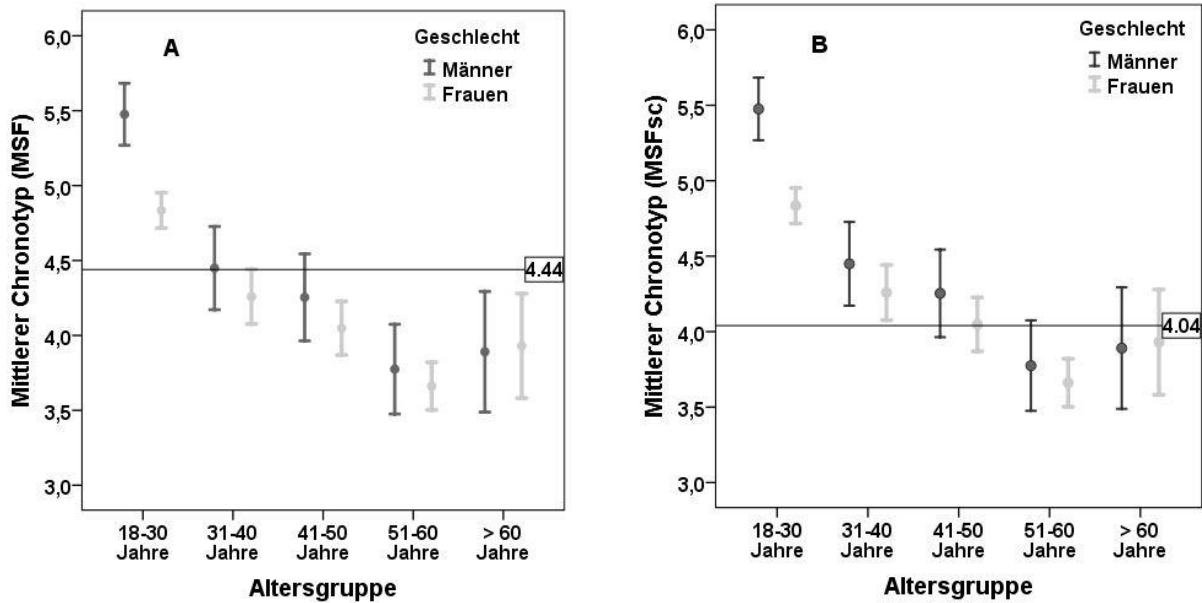 A
Geschlecht
Männer
Frauen
Mittlerer Chronotyp (MSF)
6,0
5,5
5,0
4,5
4,0
3,5
3,0
4.44
18-30 Jahre
31-40 Jahre
41-50 Jahre
51-60 Jahre
> 60 Jahre
Altersgruppe
B
Geschlecht
Männer
Frauen
Mittlerer Chronotyp (MSFsc)
6,0
5,5
5,0
4,5
4,0
3,5
3,0
4.04
18-30 Jahre
31-40 Jahre
41-50 Jahre
51-60 Jahre
> 60 Jahre
Altersgruppe